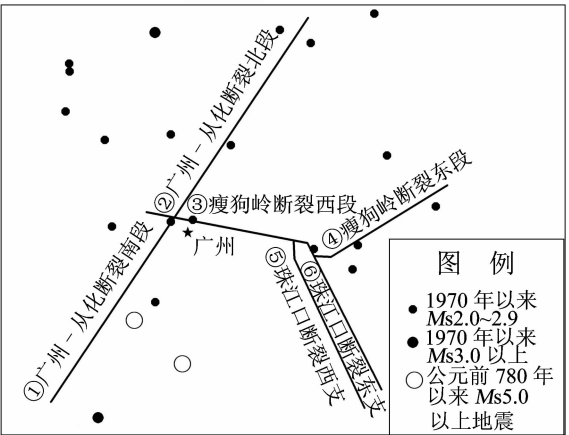 ②广州-从化断裂北段
③瘦狗岭断裂西段
④瘦狗岭断裂东段
广州
①广州-从化断裂南段
⑤珠江口断裂西支
⑥珠江口断裂东支
图 例
1970 年以来
Ms2.0~2.9
1970 年以来
Ms3.0 以上
公元前 780 年
以来 Ms5.0
以上地震